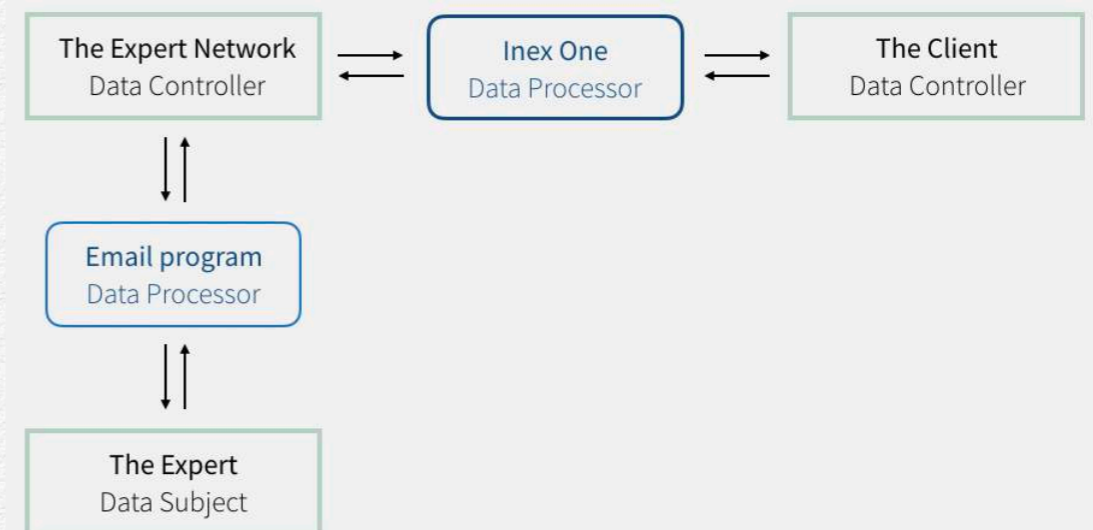 The Expert Network
Data Controller
Inex One
Data Processor
The Client
Data Controller
Email program
Data Processor
The Expert
Data Subject